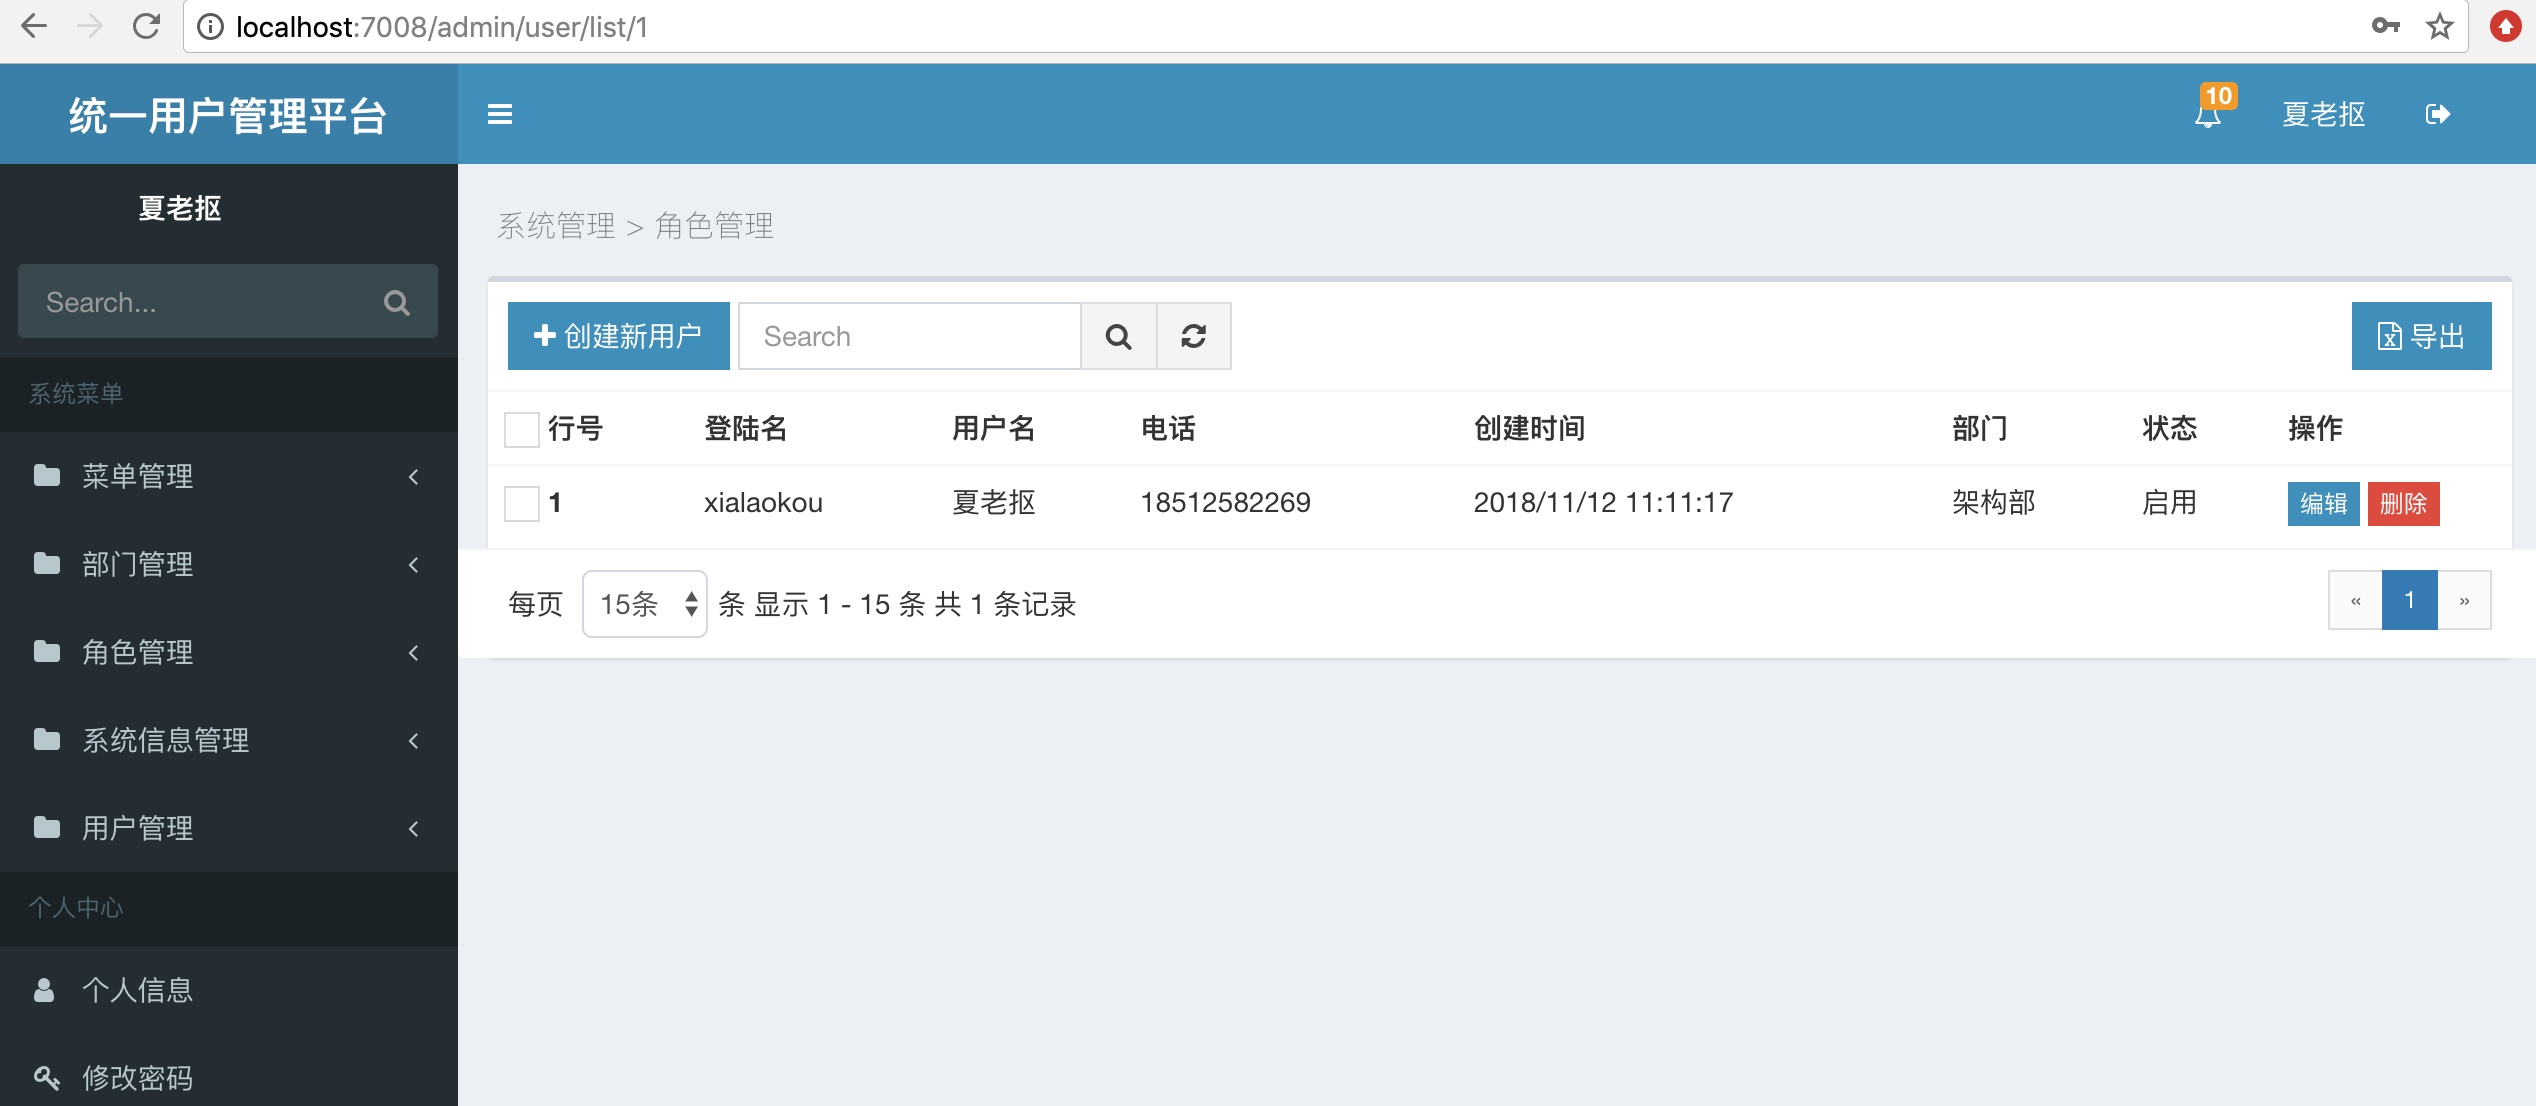 localhost:7008/admin/user/list/1
统一用户管理平台
10
夏老抠
夏老抠
Search...
系统菜单
菜单管理
部门管理
角色管理
系统信息管理
用户管理
个人中心
个人信息
修改密码
系统管理 > 角色管理
创建新用户
Search
导出
行号 登陆名 用户名 电话 创建时间 部门 状态 操作
1 xialaokou 夏老抠 18512582269 2018/11/12 11:11:17 架构部 启用 编辑 删除
每页 15条 条 显示 1 - 15 条 共 1 条记录
« 1 »